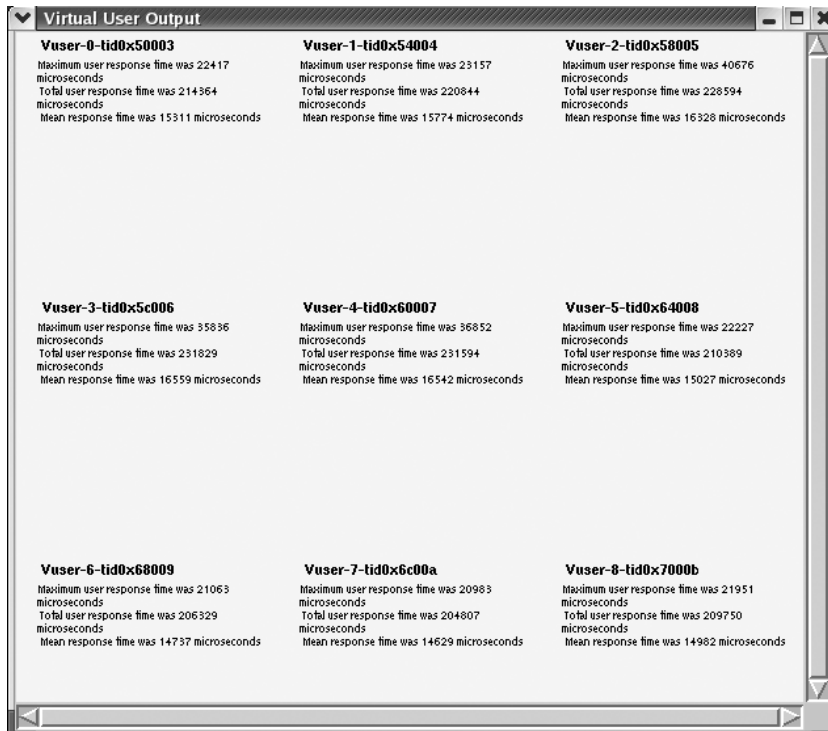 Virtual User Output
Vuser-0-tid0x50003
Maximum user response time was 22417
microseconds
Total user response time was 214364
microseconds
Mean response time was 15311 microseconds
Vuser-1-tid0x54004
Maximum user response time was 23157
microseconds
Total user response time was 220844
microseconds
Mean response time was 15774 microseconds
Vuser-2-tid0x58005
Maximum user response time was 40676
microseconds
Total user response time was 228594
microseconds
Mean response time was 16328 microseconds
Vuser-3-tid0x5c006
Maximum user response time was 35836
microseconds
Total user response time was 231829
microseconds
Mean response time was 16559 microseconds
Vuser-4-tid0x60007
Maximum user response time was 36852
microseconds
Total user response time was 231594
microseconds
Mean response time was 16542 microseconds
Vuser-5-tid0x64008
Maximum user response time was 22227
microseconds
Total user response time was 210389
microseconds
Mean response time was 15027 microseconds
Vuser-6-tid0x68009
Maximum user response time was 21063
microseconds
Total user response time was 206329
microseconds
Mean response time was 14737 microseconds
Vuser-7-tid0x6c00a
Maximum user response time was 20983
microseconds
Total user response time was 204807
microseconds
Mean response time was 14629 microseconds
Vuser-8-tid0x7000b
Maximum user response time was 21951
microseconds
Total user response time was 209750
microseconds
Mean response time was 14982 microseconds